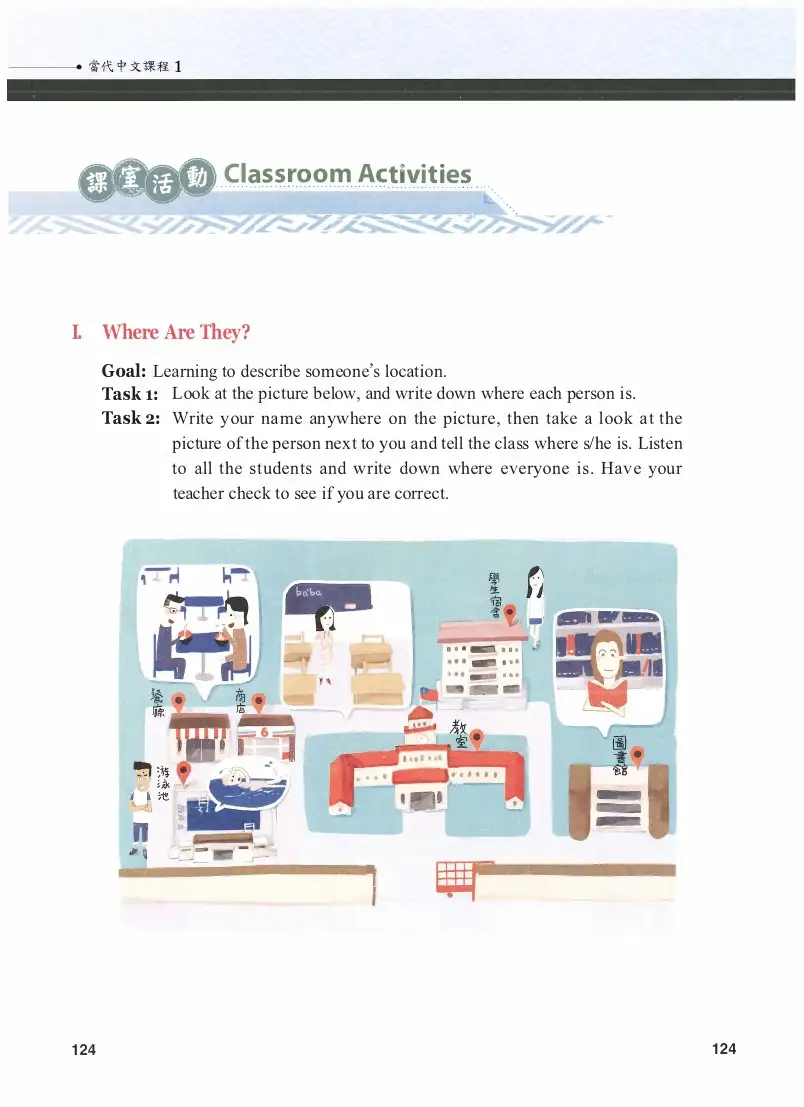 當代中文課程 1
課室活動 Classroom Activities
I. Where Are They?
Goal: Learning to describe someone's location.
Task 1: Look at the picture below, and write down where each person is.
Task 2: Write your name anywhere on the picture, then take a look at the
picture of the person next to you and tell the class where s/he is. Listen
to all the students and write down where everyone is. Have your
teacher check to see if you are correct.
bàba
學生宿舍
餐廳
商店
6
教室
圖書館
游泳池
124
124